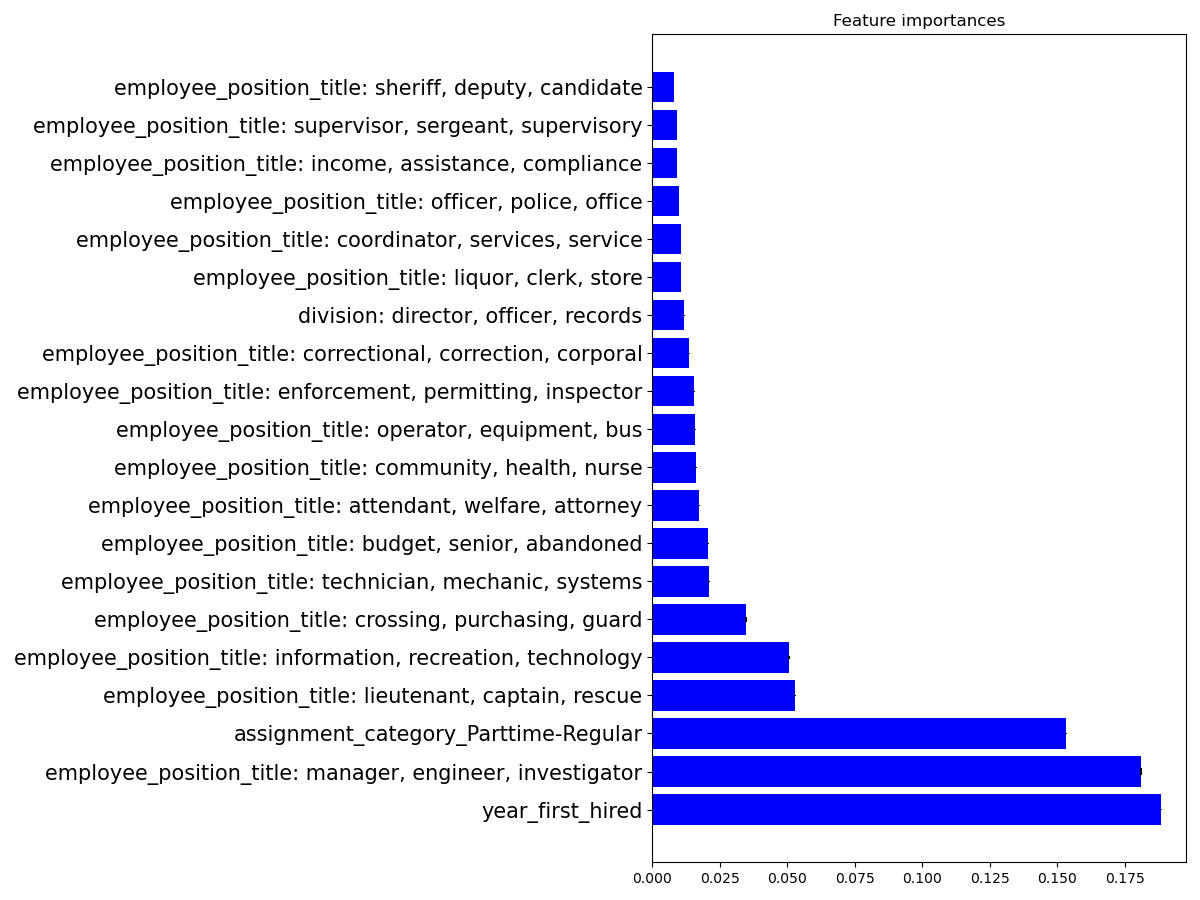 Feature importances
employee_position_title: sheriff, deputy, candidate
employee_position_title: supervisor, sergeant, supervisory
employee_position_title: income, assistance, compliance
employee_position_title: officer, police, office
employee_position_title: coordinator, services, service
employee_position_title: liquor, clerk, store
division: director, officer, records
employee_position_title: correctional, correction, corporal
employee_position_title: enforcement, permitting, inspector
employee_position_title: operator, equipment, bus
employee_position_title: community, health, nurse
employee_position_title: attendant, welfare, attorney
employee_position_title: budget, senior, abandoned
employee_position_title: technician, mechanic, systems
employee_position_title: crossing, purchasing, guard
employee_position_title: information, recreation, technology
employee_position_title: lieutenant, captain, rescue
assignment_category_Parttime-Regular
employee_position_title: manager, engineer, investigator
year_first_hired
0.000 0.025 0.050 0.075 0.100 0.125 0.150 0.175